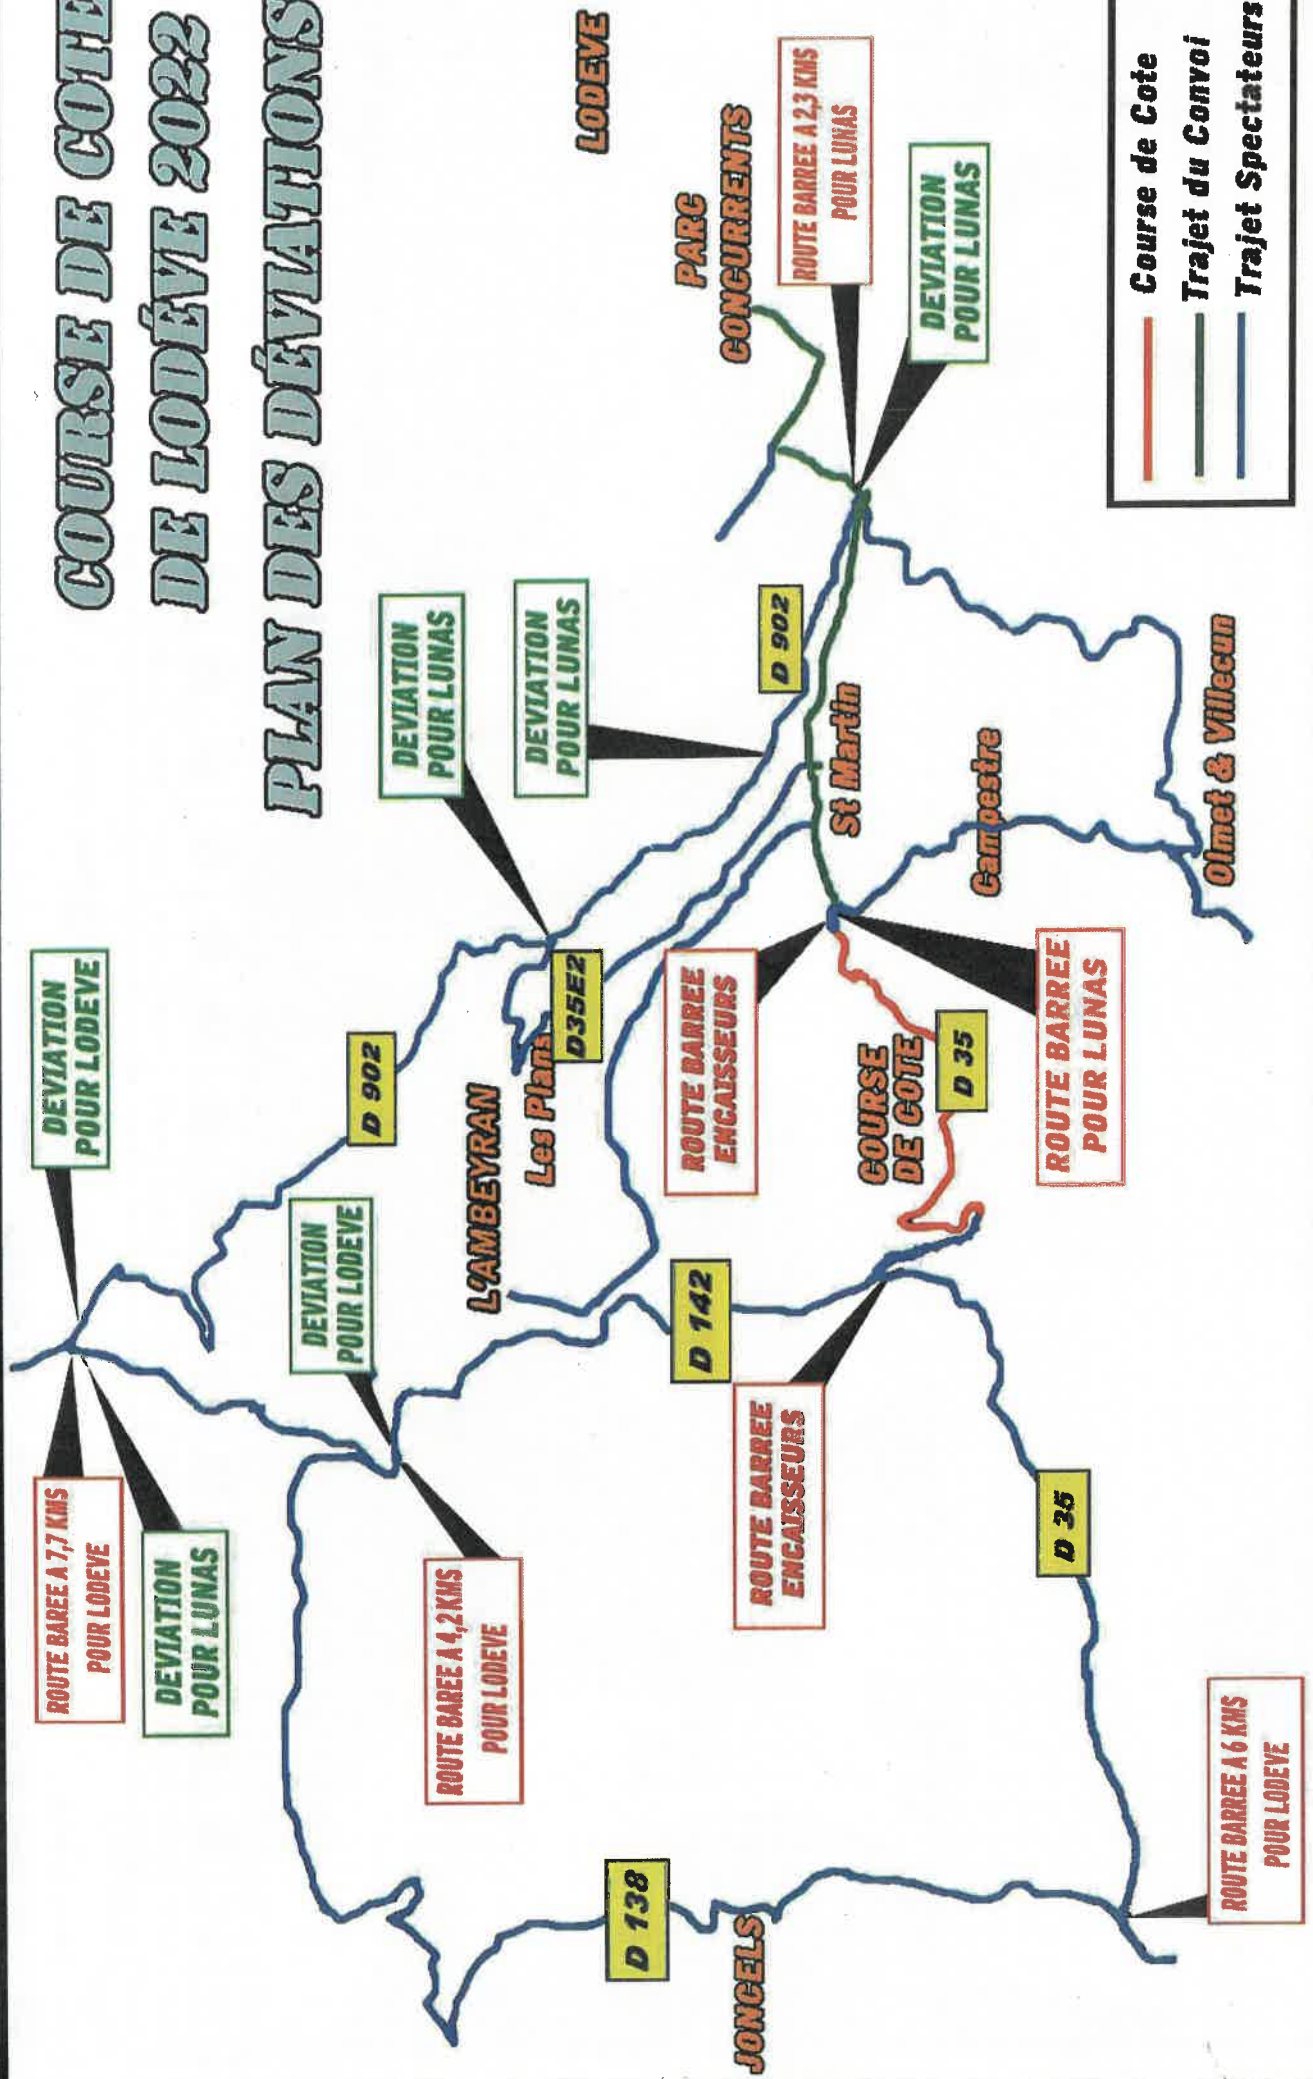 COURSE DE COTE
DE LODÈVE 2022
PLAN DES DÉVIATIONS
ROUTE BAREE A 7,7 KMS
POUR LODEVE
DEVIATION
POUR LODEVE
DEVIATION
POUR LUNAS
D 902
DEVIATION
POUR LODEVE
DEVIATION
POUR LUNAS
ROUTE BAREE A 4,2KMS
POUR LODEVE
L'AMBEYRAN
Les Plans
D35E2
DEVIATION
POUR LUNAS
LODEVE
D 138
JONCELS
D 142
ROUTE BARREE
ENCAISSEURS
ROUTE BARREE
ENCAISSEURS
D 902
PARC
CONCURRENTS
ROUTE BARREE A 2,3 KMS
POUR LUNAS
St Martin
COURSE
DE COTE
D 35
DEVIATION
POUR LUNAS
Campestre
D 35
ROUTE BARREE
POUR LUNAS
Olmet & Villecun
ROUTE BARREE A 6 KMS
POUR LODEVE
Course de Cote
Trajet du Convoi
Trajet Spectateurs